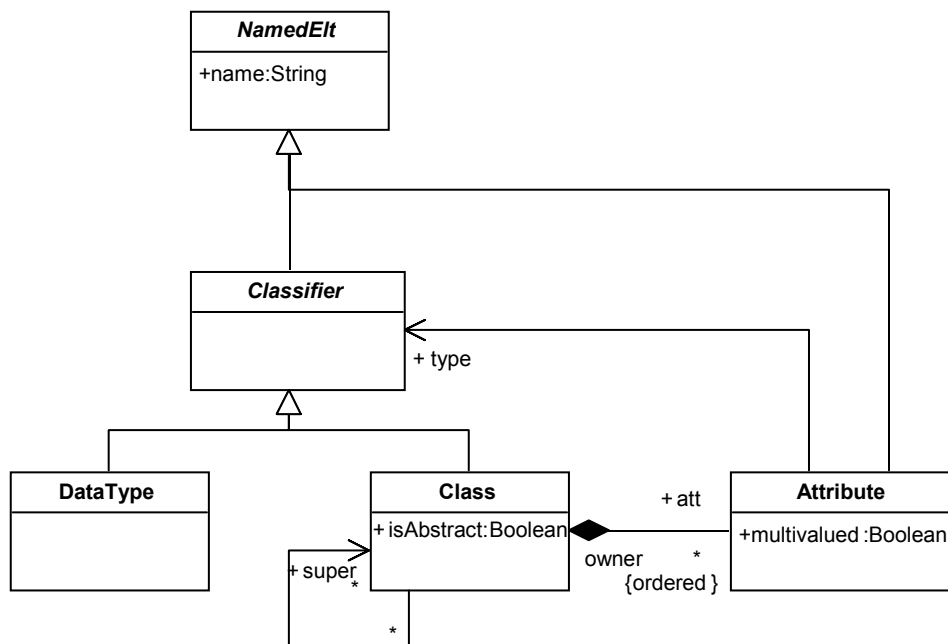 NamedElt
+name:String
Classifier
+ type
DataType
Class
+ att
Attribute
+ isAbstract:Boolean
+multivalued :Boolean
owner
*
+ super
*
{ordered }
*